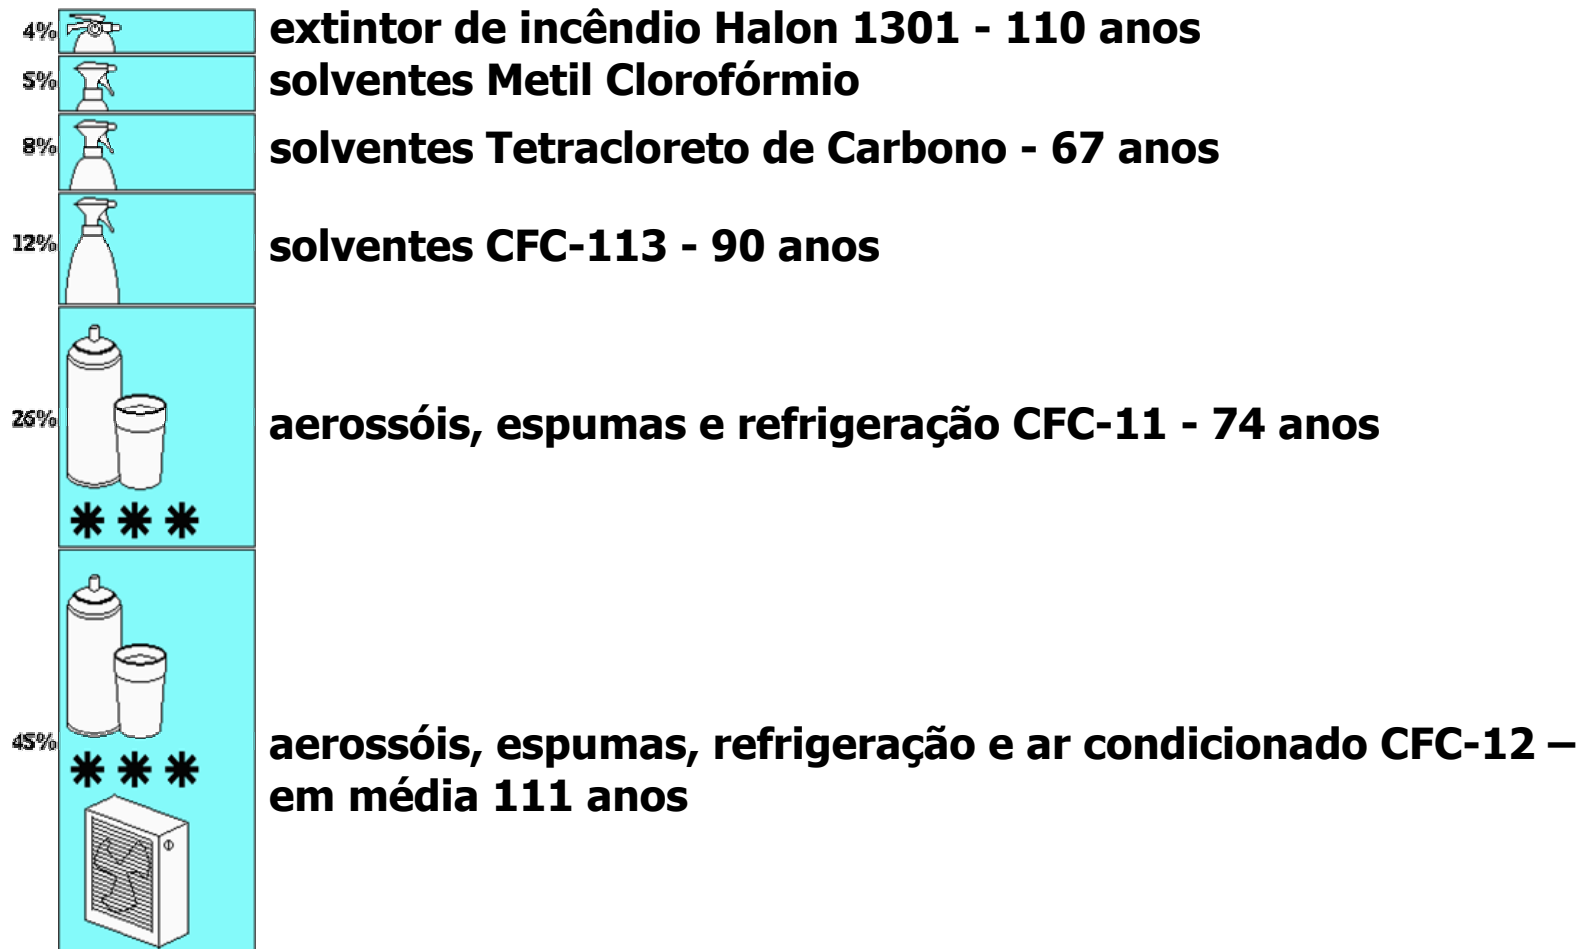 4% extintor de incêndio Halon 1301 - 110 anos
5% solventes Metil Clorofórmio
8% solventes Tetracloreto de Carbono - 67 anos
12% solventes CFC-113 - 90 anos
26% aerossóis, espumas e refrigeração CFC-11 - 74 anos
45% aerossóis, espumas, refrigeração e ar condicionado CFC-12 –
em média 111 anos